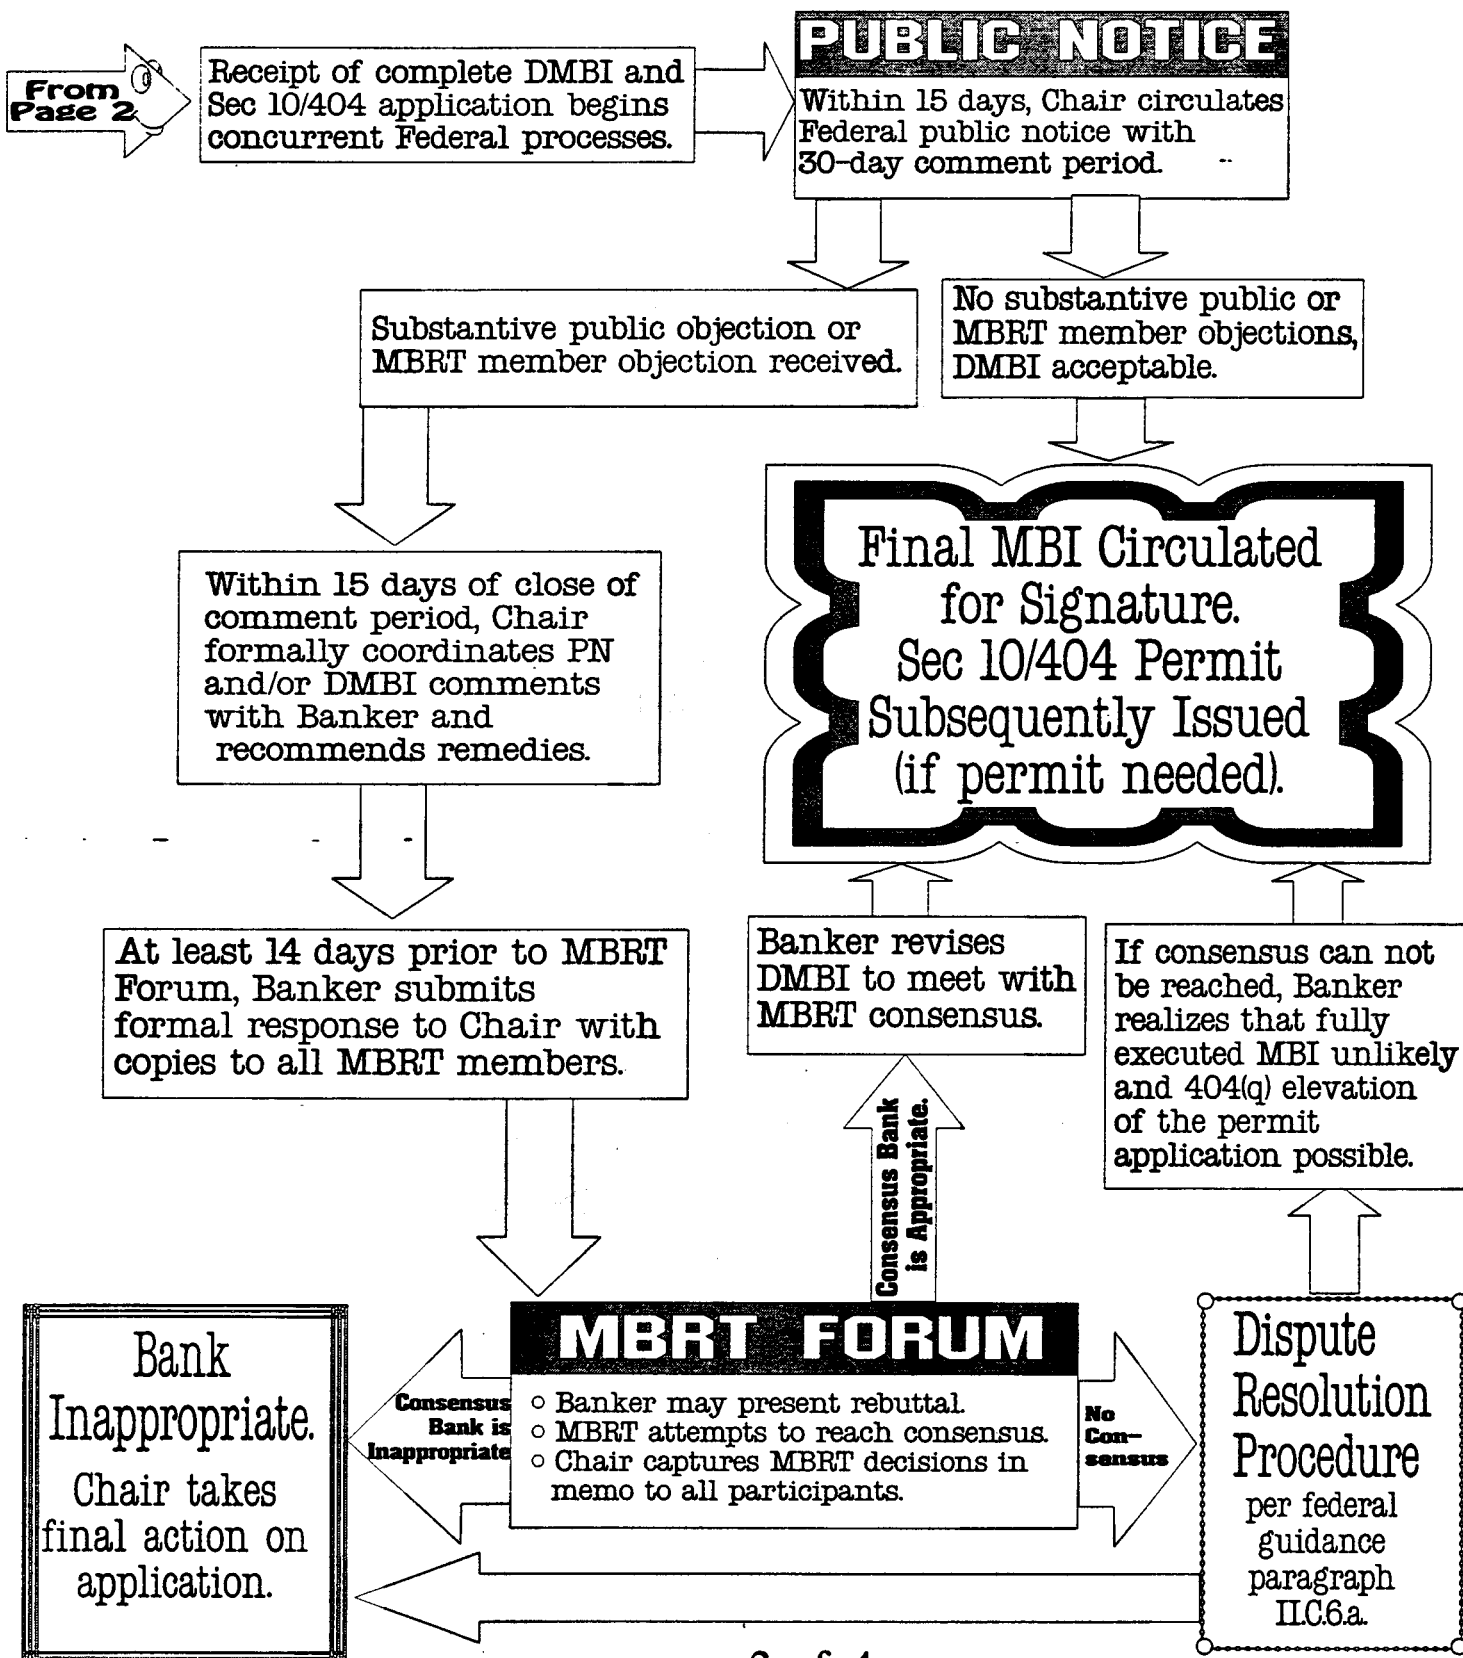 From
Page 2
Receipt of complete DMBI and
Sec 10/404 application begins
concurrent Federal processes.
PUBLIC NOTICE
Within 15 days, Chair circulates
Federal public notice with
30-day comment period.
Substantive public objection or
MBRT member objection received.
No substantive public or
MBRT member objections,
DMBI acceptable.
Within 15 days of close of
comment period, Chair
formally coordinates PN
and/or DMBI comments
with Banker and
recommends remedies.
Final MBI Circulated
for Signature.
Sec 10/404 Permit
Subsequently Issued
(if permit needed).
At least 14 days prior to MBRT
Forum, Banker submits
formal response to Chair with
copies to all MBRT members.
Banker revises
DMBI to meet with
MBRT consensus.
If consensus can not
be reached, Banker
realizes that fully
executed MBI unlikely
and 404(q) elevation
of the permit
application possible.
Consensus Bank
is Appropriate.
Bank
Inappropriate.
Chair takes
final action on
application.
Consensus
Bank is
Inappropriate
MBRT FORUM
○ Banker may present rebuttal.
○ MBRT attempts to reach consensus.
○ Chair captures MBRT decisions in
memo to all participants.
No
Con-
sensus
Dispute
Resolution
Procedure
per federal
guidance
paragraph
II.C.6.a.